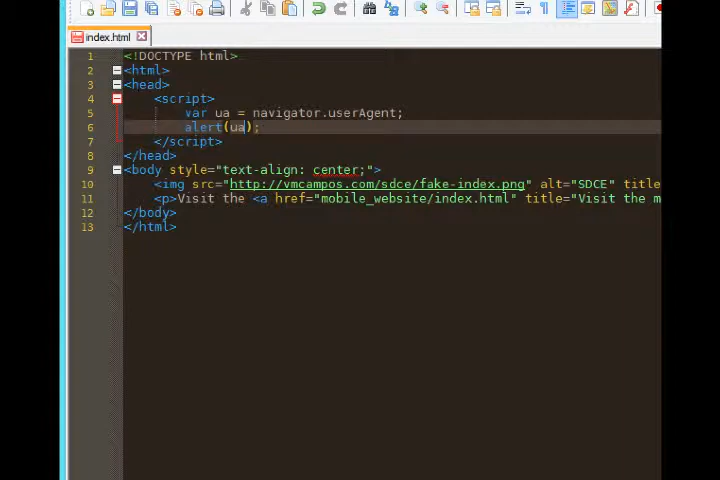 index.html
1 <!DOCTYPE html>
2 <html>
3 <head>
4 <script>
5 var ua = navigator.userAgent;
6 alert(ua);
7 </script>
8 </head>
9 <body style="text-align: center;">
10 <img src="http://vmcampos.com/sdce/fake-index.png" alt="SDCE" title
11 <p>Visit the <a href="mobile_website/index.html" title="Visit the m
12 </body>
13 </html>